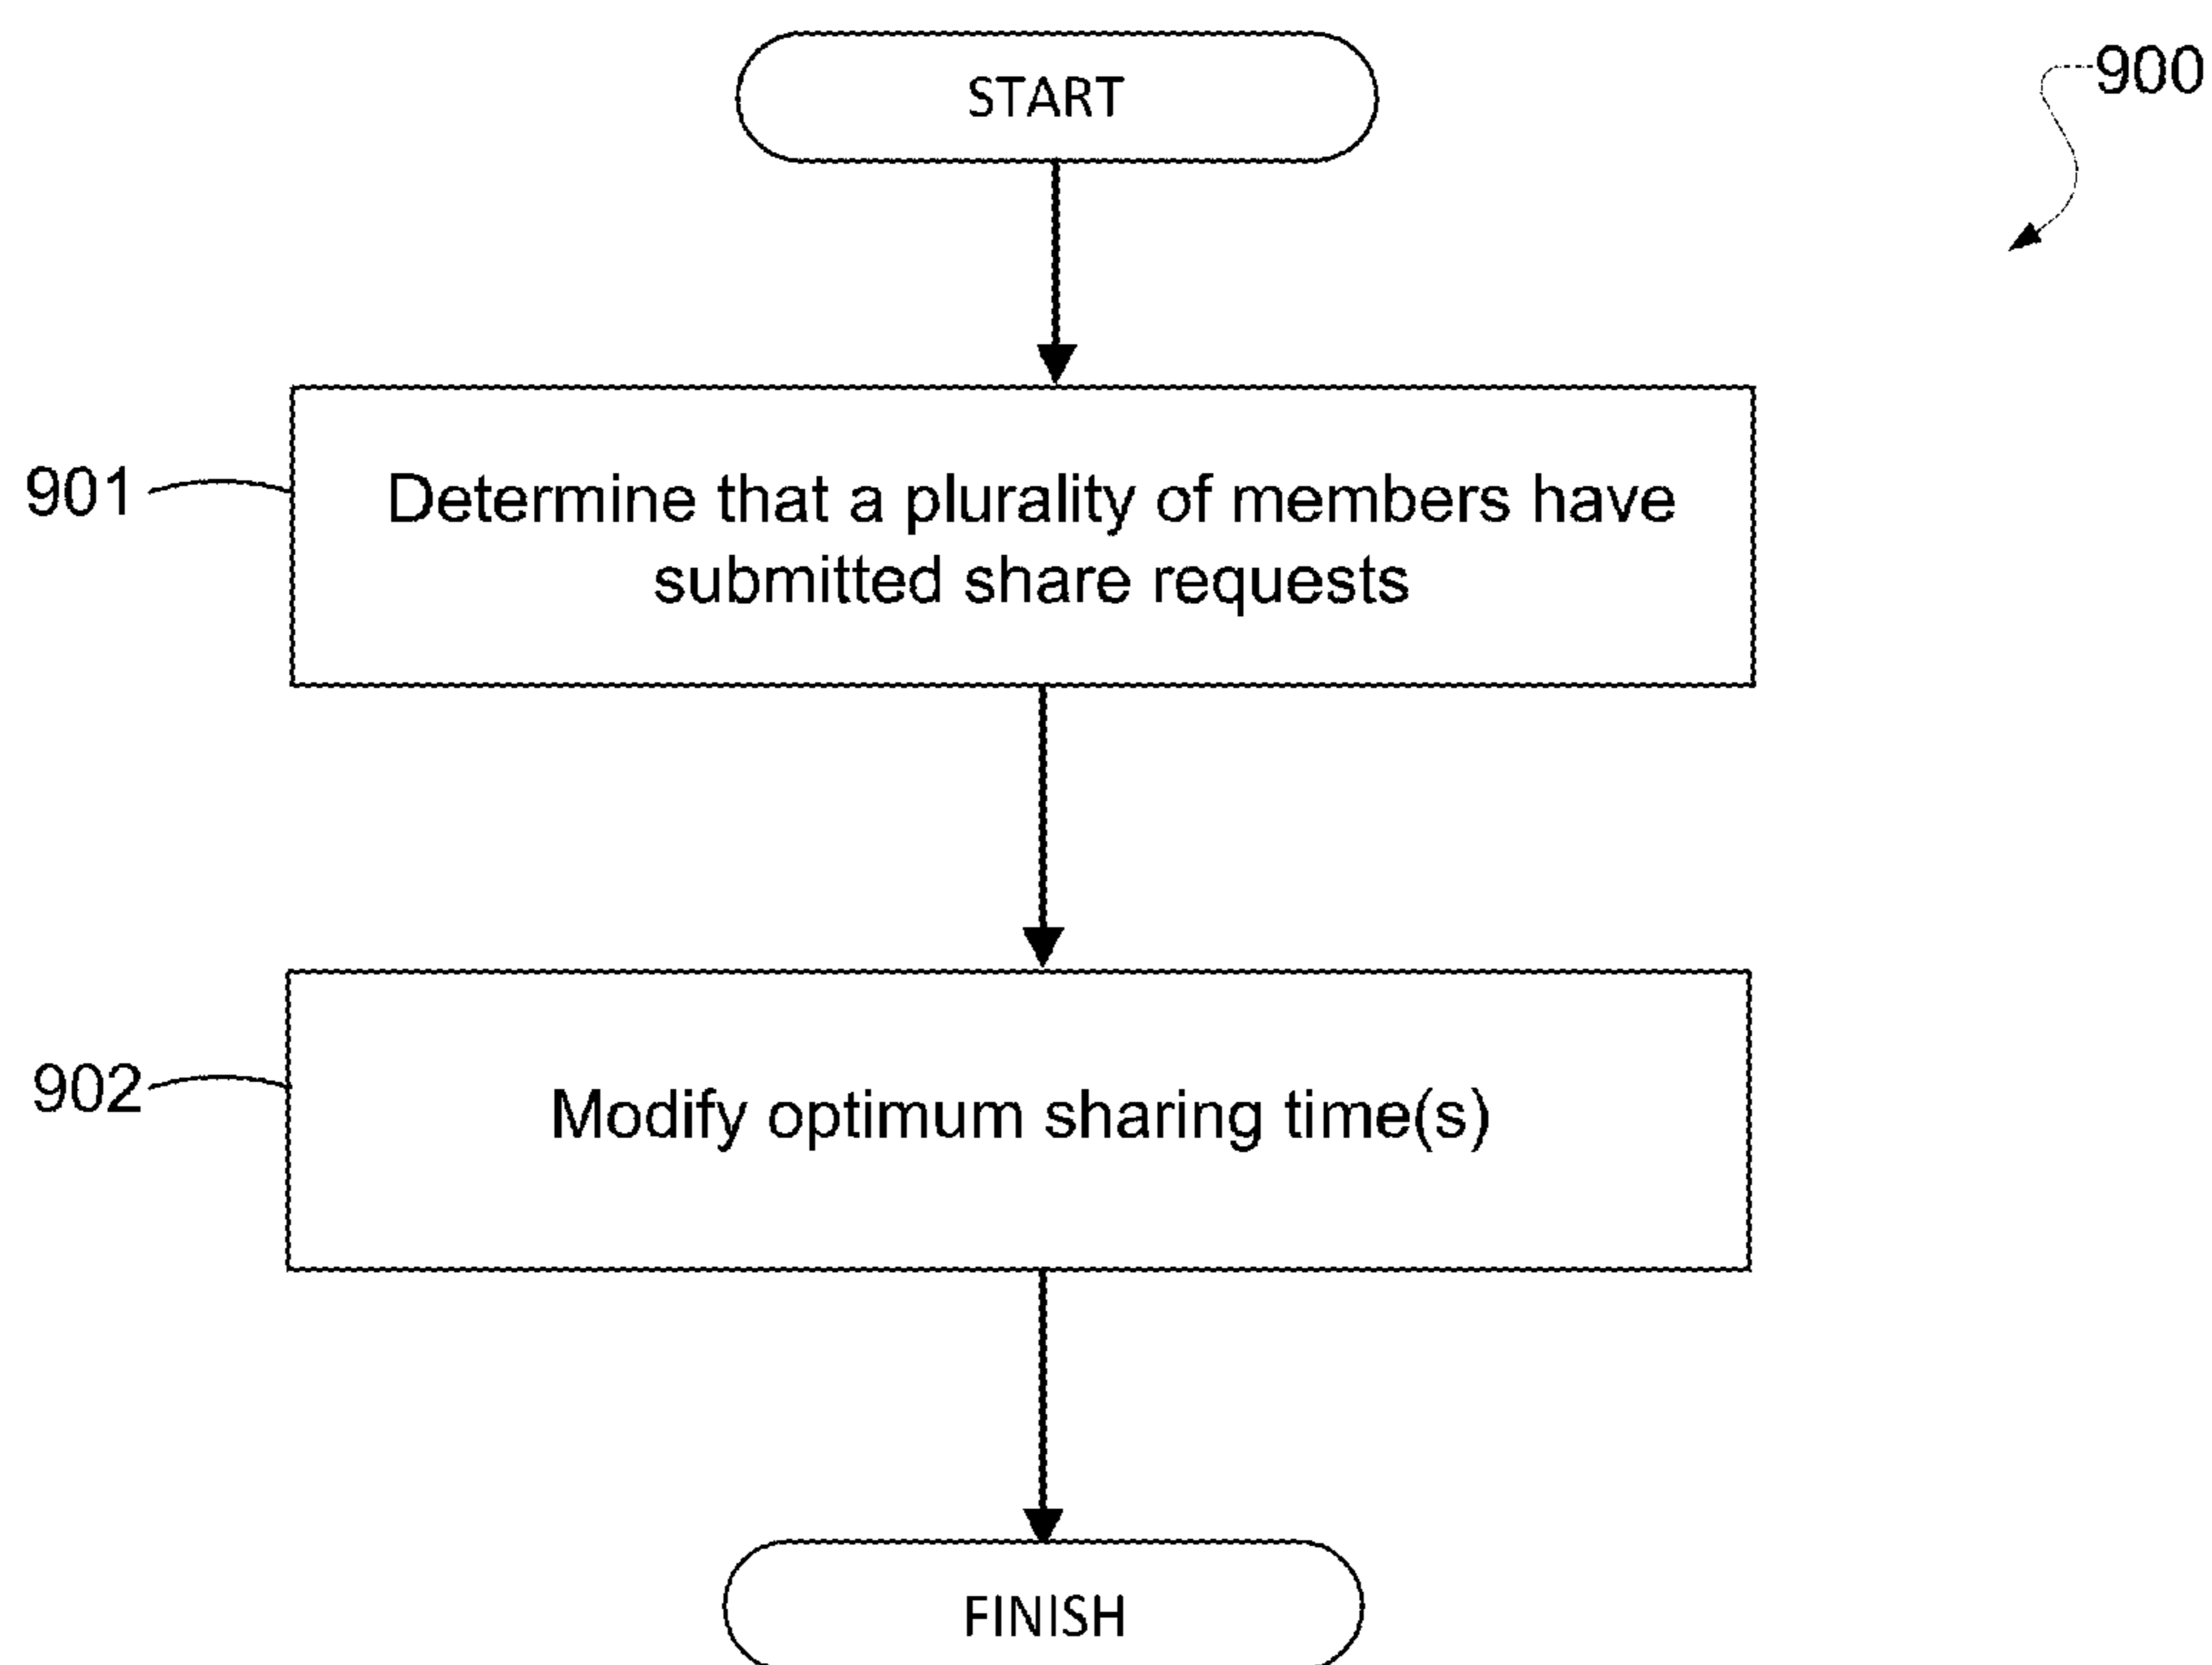 START
900
901
Determine that a plurality of members have
submitted share requests
902
Modify optimum sharing time(s)
FINISH